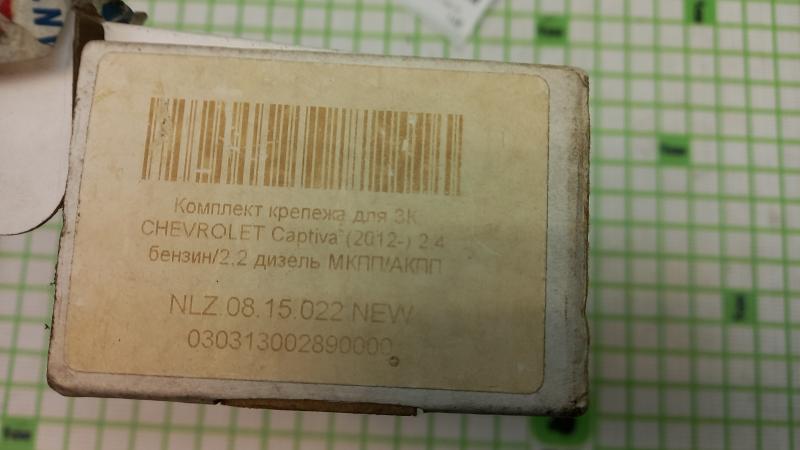 Комплект крепежа для ЗК
CHEVROLET Captiva (2012-) 2.4
бензин/2.2 дизель МКПП/АКПП
NLZ.08.15.022 NEW
030313002890000